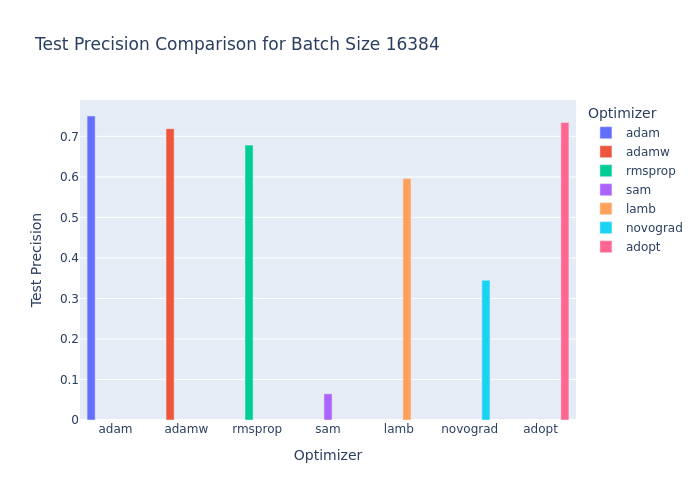 Test Precision Comparison for Batch Size 16384
Optimizer
adam
adamw
rmsprop
sam
lamb
novograd
adopt
Test Precision
0.7
0.6
0.5
0.4
0.3
0.2
0.1
0
adam adamw rmsprop sam lamb novograd adopt
Optimizer